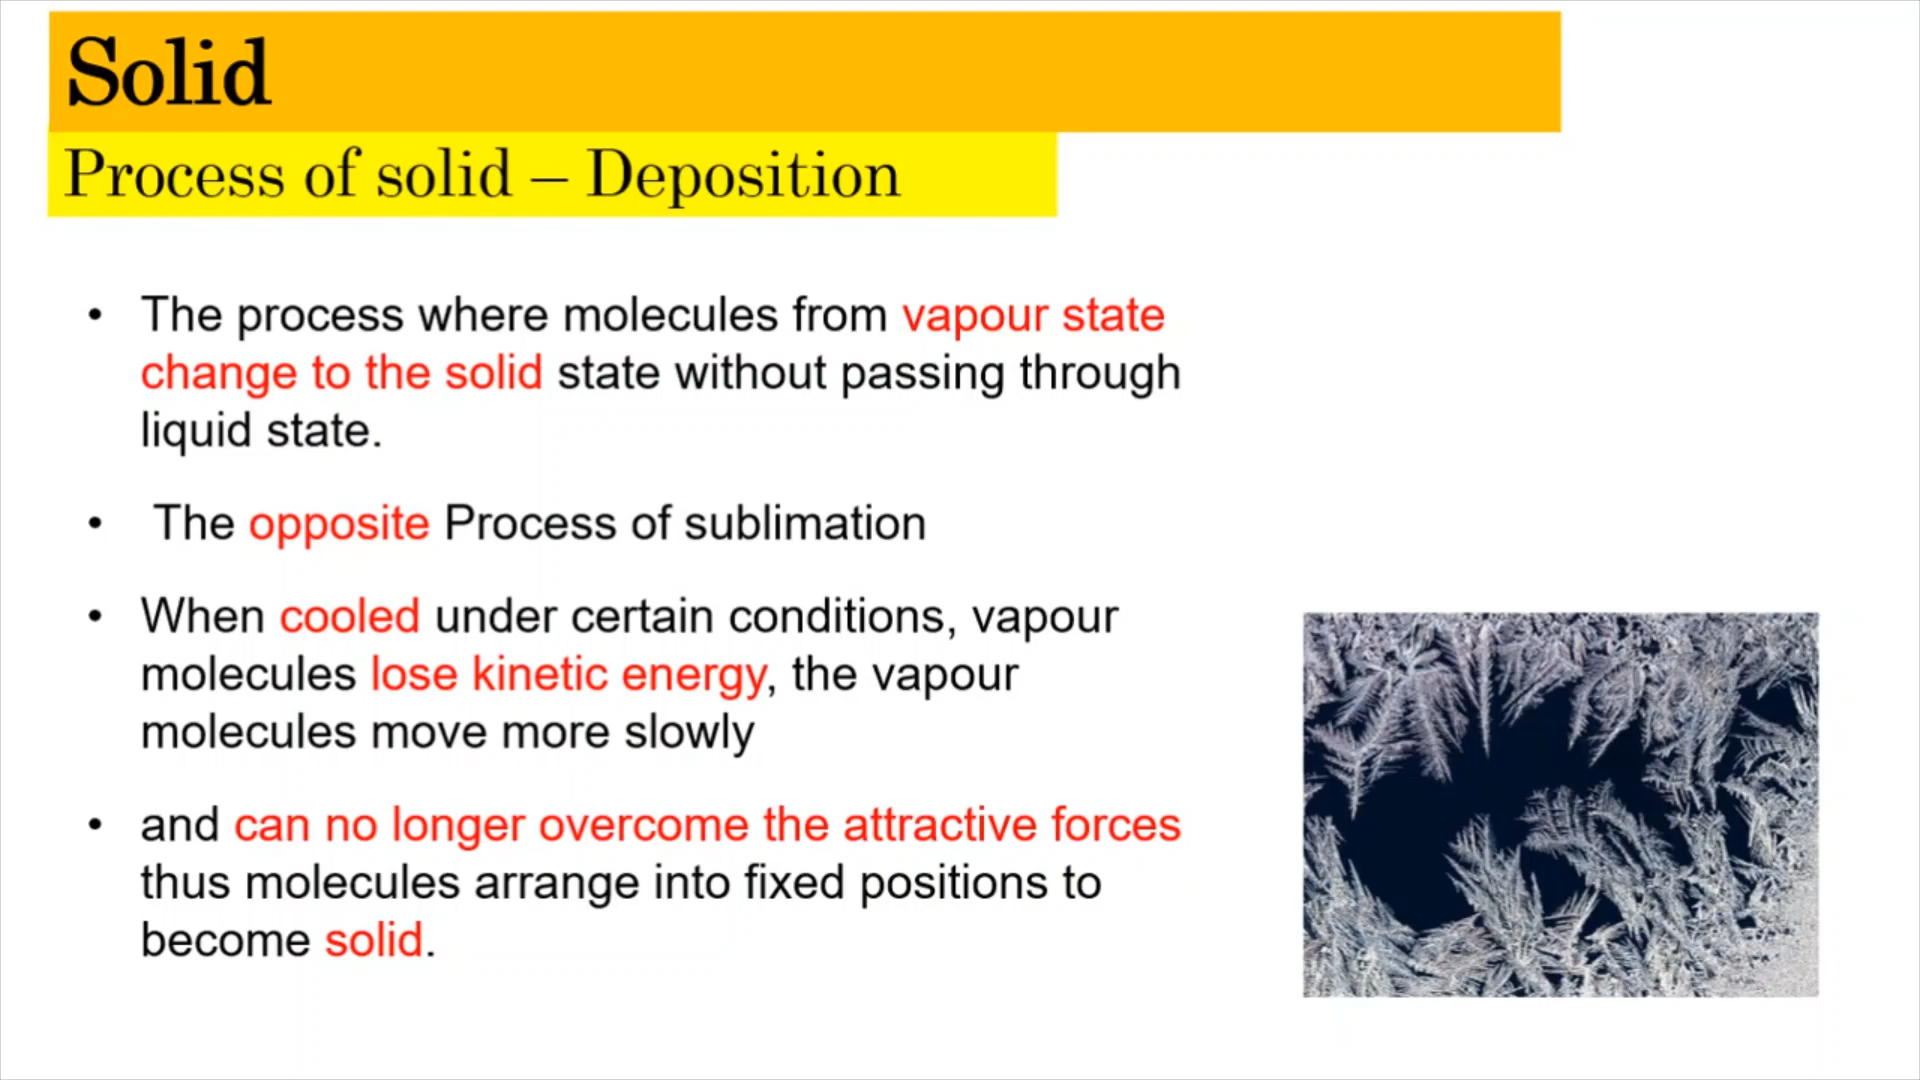 Solid
Process of solid – Deposition
• The process where molecules from vapour state
change to the solid state without passing through
liquid state.
• The opposite Process of sublimation
• When cooled under certain conditions, vapour
molecules lose kinetic energy, the vapour
molecules move more slowly
• and can no longer overcome the attractive forces
thus molecules arrange into fixed positions to
become solid.